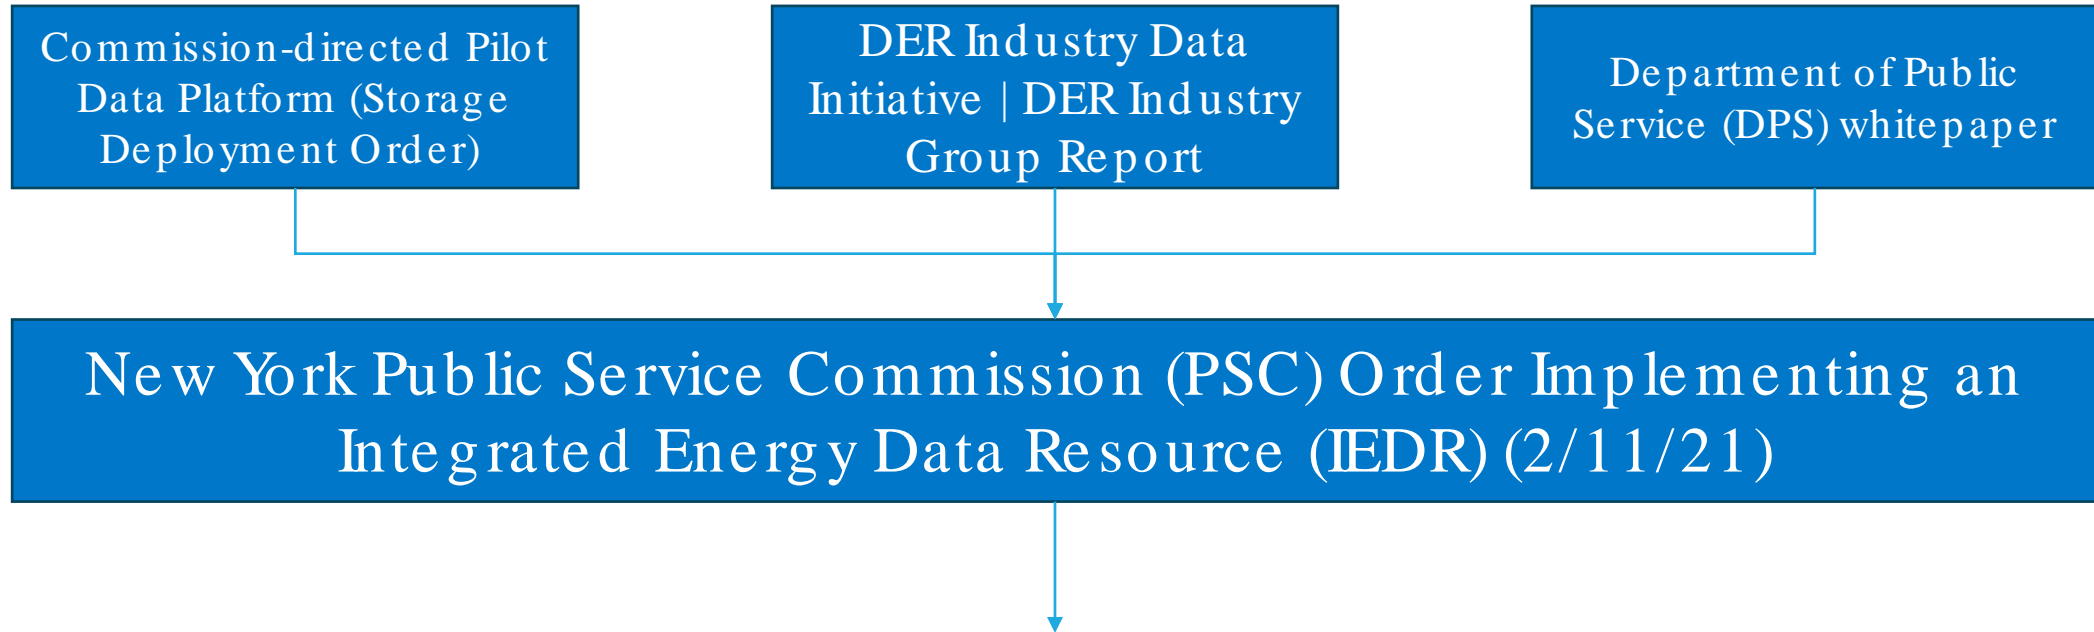 Commission-directed Pilot
Data Platform (Storage
Deployment Order)
DER Industry Data
Initiative | DER Industry
Group Report
Department of Public
Service (DPS) whitepaper
New York Public Service Commission (PSC) Order Implementing an
Integrated Energy Data Resource (IEDR) (2/11/21)